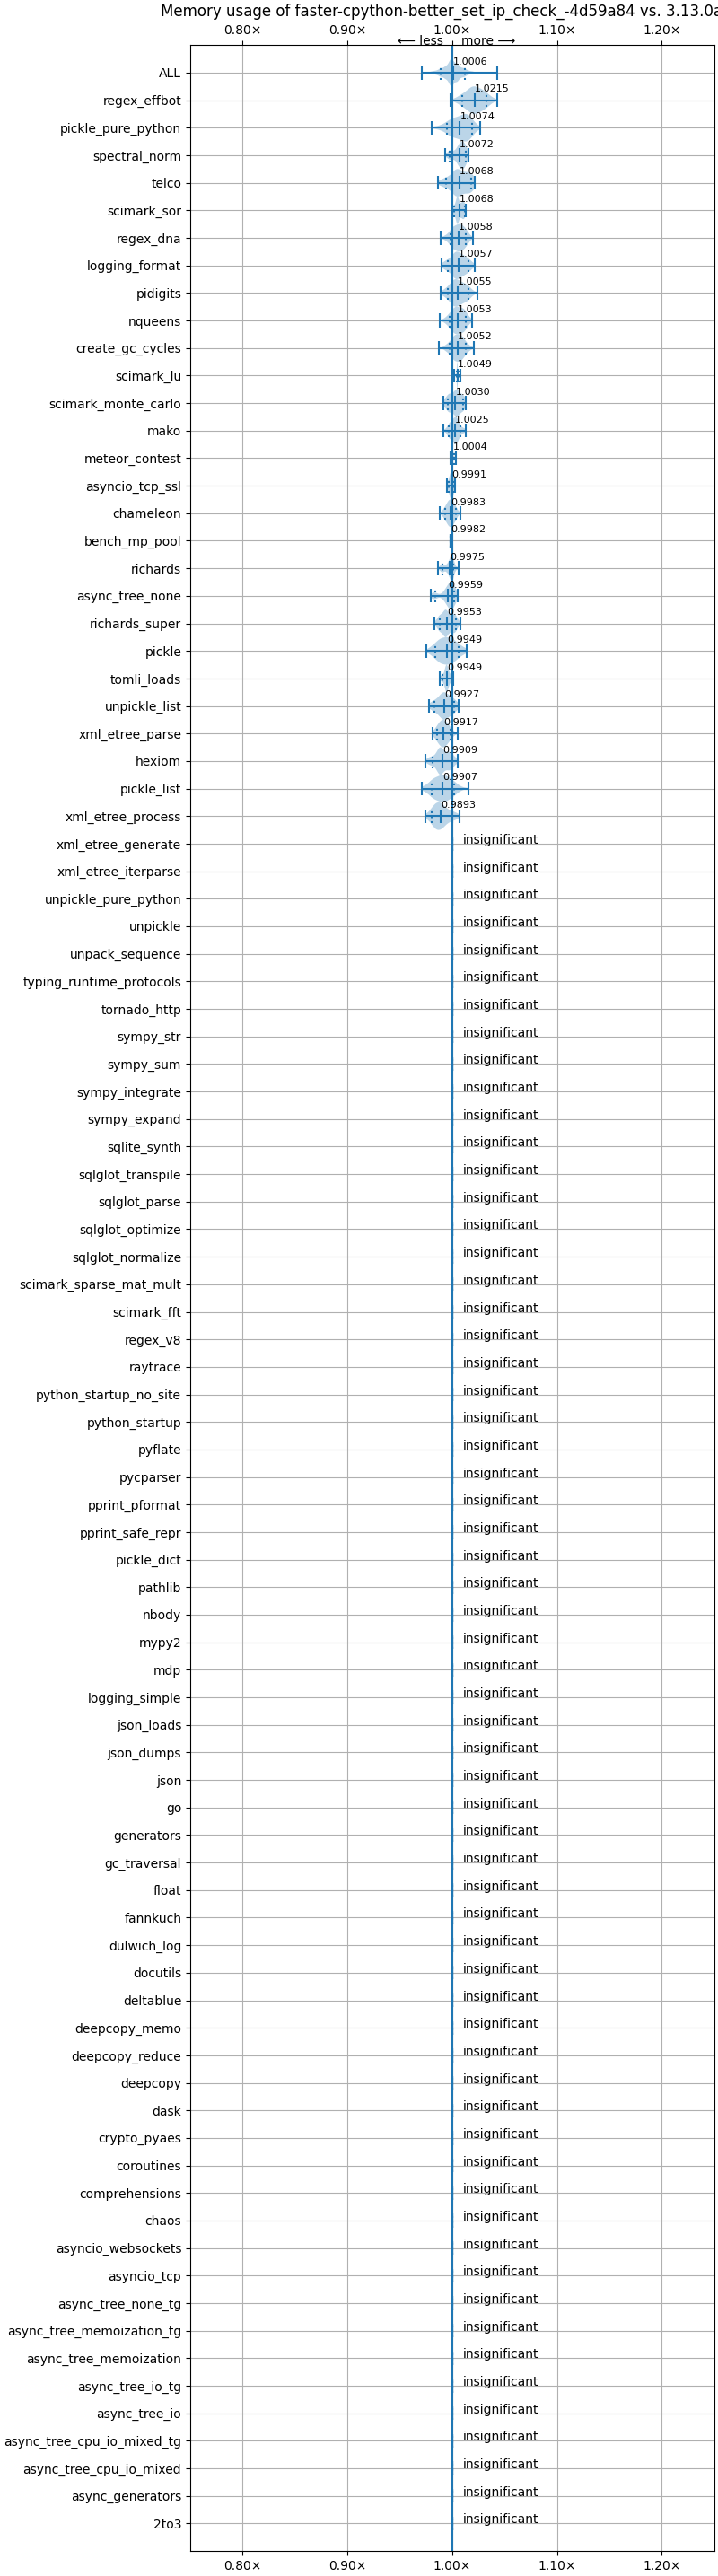 Memory usage of faster-cpython-better_set_ip_check_-4d59a84 vs. 3.13.0a
0.80× 0.90× 1.00× 1.10× 1.20×
⟵ less more ⟶
ALL 1.0006
regex_effbot 1.0215
pickle_pure_python 1.0074
spectral_norm 1.0072
telco 1.0068
scimark_sor 1.0068
regex_dna 1.0058
logging_format 1.0057
pidigits 1.0055
nqueens 1.0053
create_gc_cycles 1.0052
scimark_lu 1.0049
scimark_monte_carlo 1.0030
mako 1.0025
meteor_contest 1.0004
asyncio_tcp_ssl 0.9991
chameleon 0.9983
bench_mp_pool 0.9982
richards 0.9975
async_tree_none 0.9959
richards_super 0.9953
pickle 0.9949
tomli_loads 0.9949
unpickle_list 0.9927
xml_etree_parse 0.9917
hexiom 0.9909
pickle_list 0.9907
xml_etree_process 0.9893
xml_etree_generate insignificant
xml_etree_iterparse insignificant
unpickle_pure_python insignificant
unpickle insignificant
unpack_sequence insignificant
typing_runtime_protocols insignificant
tornado_http insignificant
sympy_str insignificant
sympy_sum insignificant
sympy_integrate insignificant
sympy_expand insignificant
sqlite_synth insignificant
sqlglot_transpile insignificant
sqlglot_parse insignificant
sqlglot_optimize insignificant
sqlglot_normalize insignificant
scimark_sparse_mat_mult insignificant
scimark_fft insignificant
regex_v8 insignificant
raytrace insignificant
python_startup_no_site insignificant
python_startup insignificant
pyflate insignificant
pycparser insignificant
pprint_pformat insignificant
pprint_safe_repr insignificant
pickle_dict insignificant
pathlib insignificant
nbody insignificant
mypy2 insignificant
mdp insignificant
logging_simple insignificant
json_loads insignificant
json_dumps insignificant
json insignificant
go insignificant
generators insignificant
gc_traversal insignificant
float insignificant
fannkuch insignificant
dulwich_log insignificant
docutils insignificant
deltablue insignificant
deepcopy_memo insignificant
deepcopy_reduce insignificant
deepcopy insignificant
dask insignificant
crypto_pyaes insignificant
coroutines insignificant
comprehensions insignificant
chaos insignificant
asyncio_websockets insignificant
asyncio_tcp insignificant
async_tree_none_tg insignificant
async_tree_memoization_tg insignificant
async_tree_memoization insignificant
async_tree_io_tg insignificant
async_tree_io insignificant
async_tree_cpu_io_mixed_tg insignificant
async_tree_cpu_io_mixed insignificant
async_generators insignificant
2to3 insignificant
0.80× 0.90× 1.00× 1.10× 1.20×